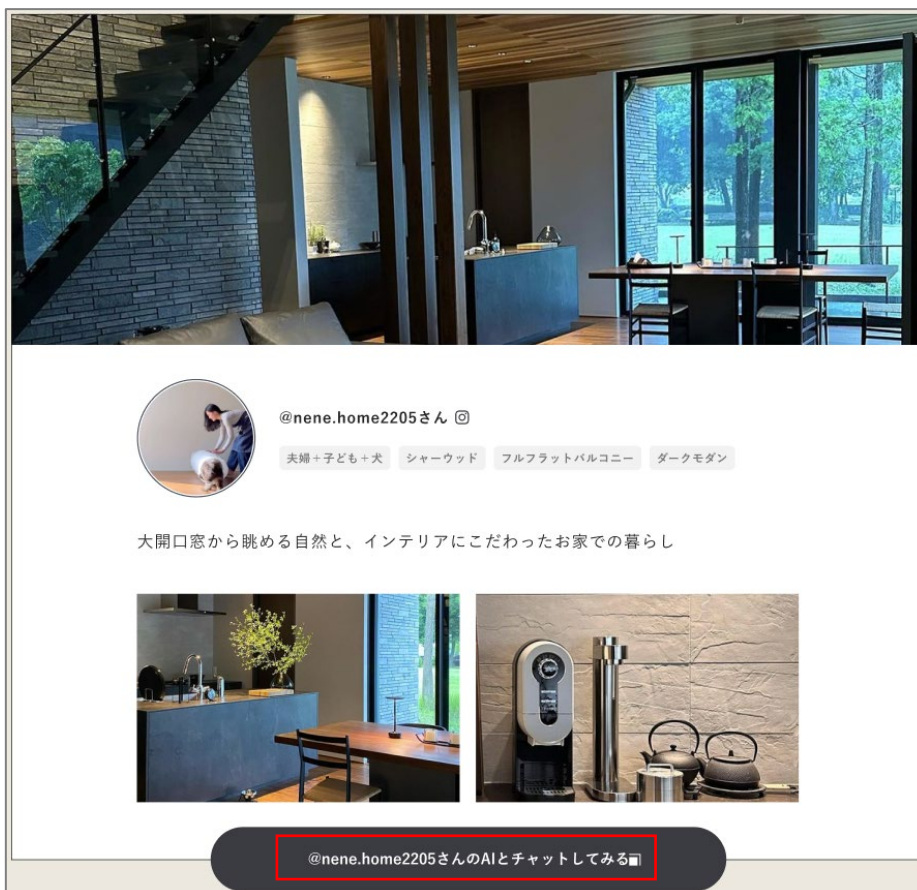 @nene.home2205さん
夫婦+子ども+犬 シャーウッド フルフラットバルコニー ダークモダン
大開口窓から眺める自然と、インテリアにこだわったお家での暮らし
@nene.home2205さんのAIとチャットしてみる